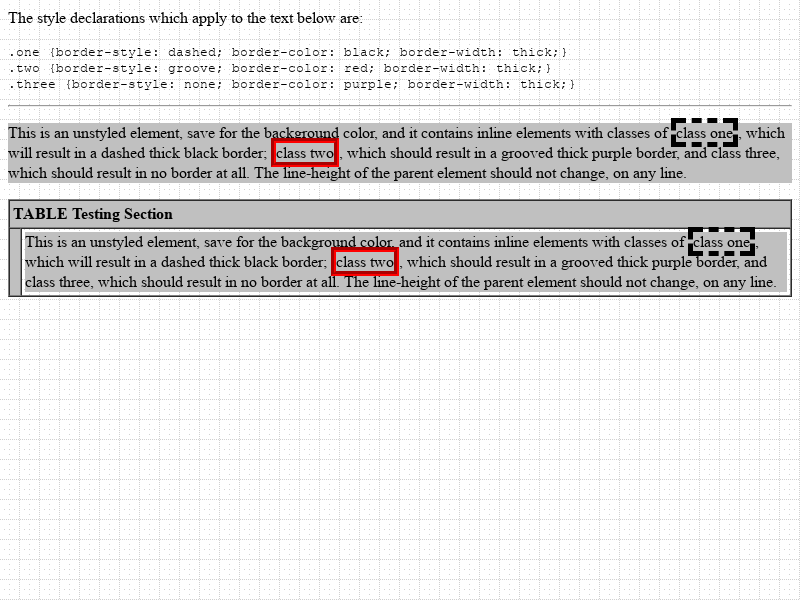 The style declarations which apply to the text below are:
.one {border-style: dashed; border-color: black; border-width: thick;}
.two {border-style: groove; border-color: red; border-width: thick;}
.three {border-style: none; border-color: purple; border-width: thick;}
This is an unstyled element, save for the background color, and it contains inline elements with classes of class one, which
will result in a dashed thick black border; class two, which should result in a grooved thick purple border, and class three,
which should result in no border at all. The line-height of the parent element should not change, on any line.
TABLE Testing Section
This is an unstyled element, save for the background color, and it contains inline elements with classes of class one,
which will result in a dashed thick black border; class two, which should result in a grooved thick purple border, and
class three, which should result in no border at all. The line-height of the parent element should not change, on any line.